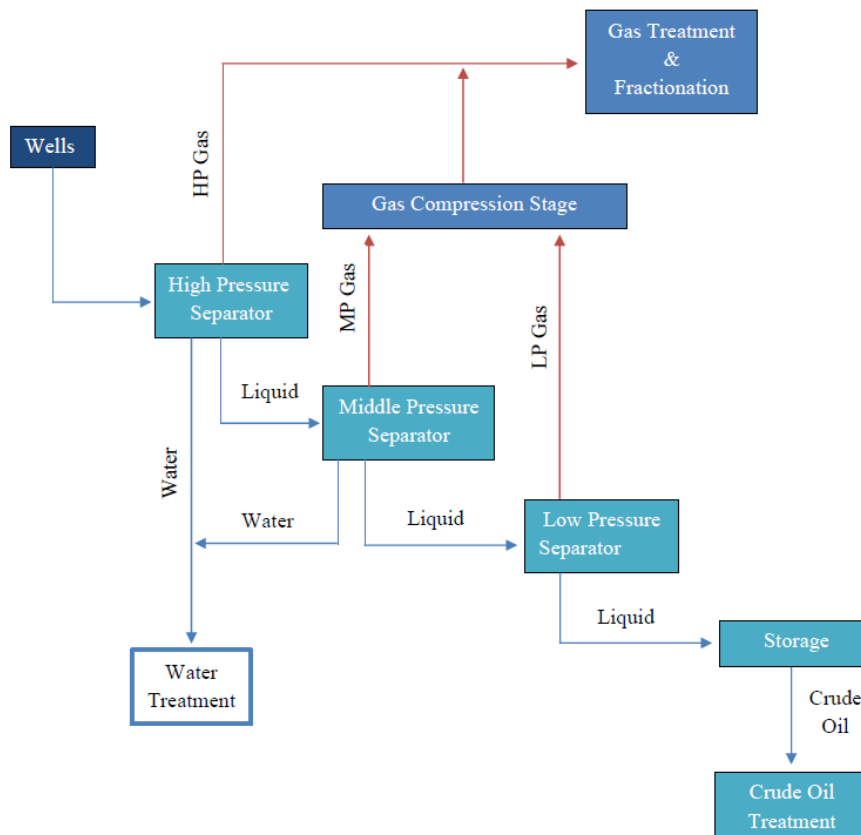 Gas Treatment
&
Fractionation
Wells
HP Gas
Gas Compression Stage
High Pressure
Separator
MP Gas
LP Gas
Liquid
Middle Pressure
Separator
Water
Water
Liquid
Low Pressure
Separator
Liquid
Storage
Water
Treatment
Crude
Oil
Crude Oil
Treatment